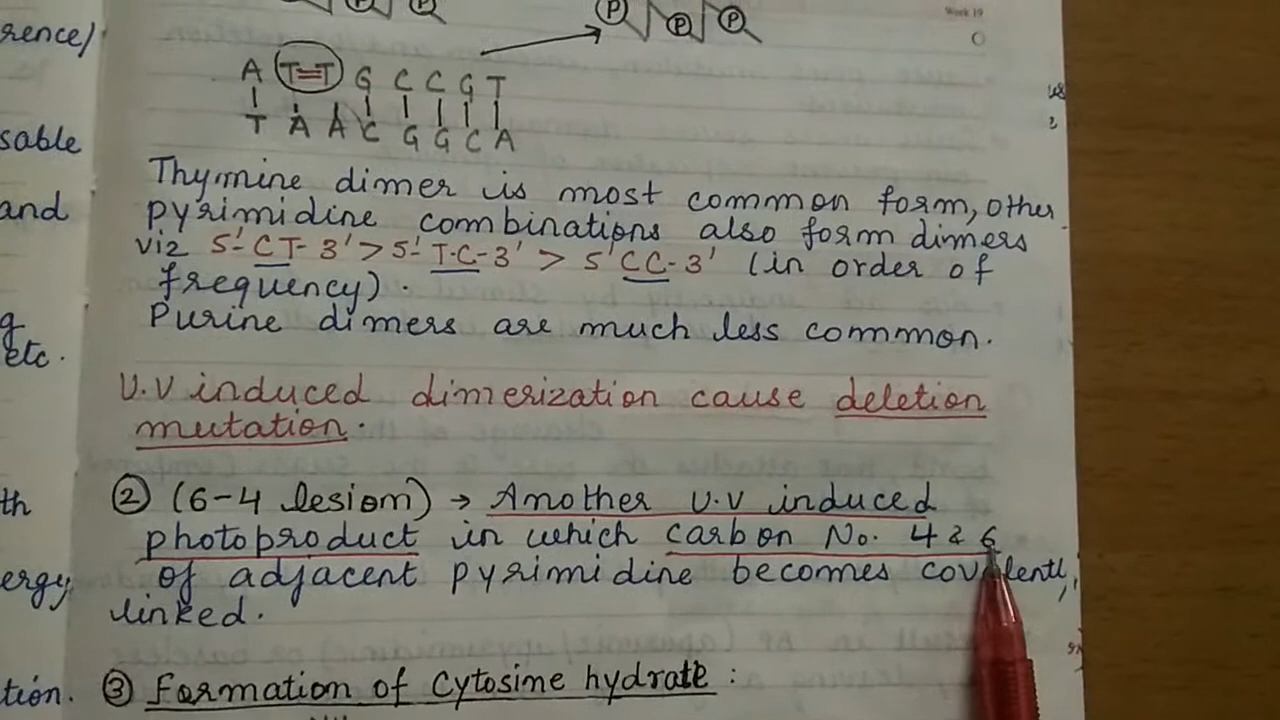 Week 19
P P P P P
rence)
A T=T G C C G T
T A A C G G C A
sable
Thymine dimer is most common form, other
and
pyrimidine combinations also form dimers
viz 5'-CT-3' > 5'-T-C-3' > 5'CC-3' (in order of
frequency).
Purine dimers are much less common.
g
etc.
U.V induced dimerization cause deletion
mutation.
② (6-4 lesion) → Another U.V induced
th
photoproduct in which carbon No. 4 & 6
of adjacent pyrimidine becomes covalently
ergy
linked.
③ Formation of Cytosine hydrate :
tion.